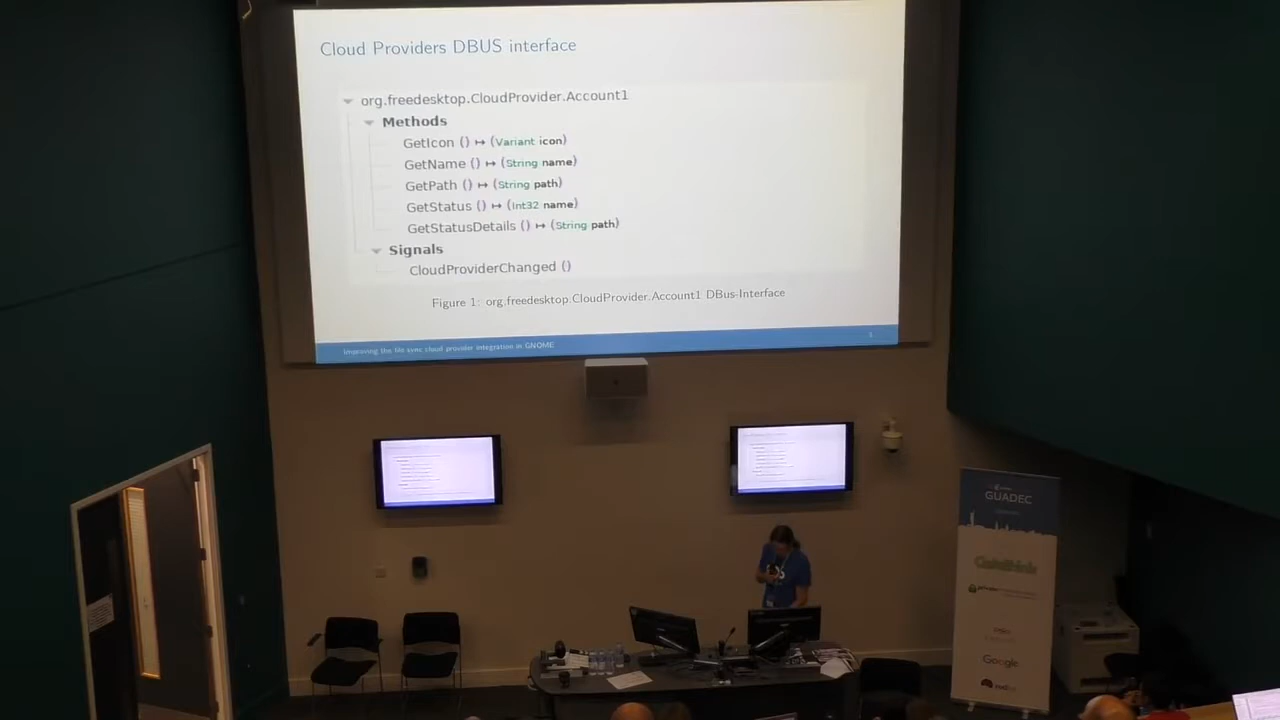 Cloud Providers DBUS interface
org.freedesktop.CloudProvider.Account1
Methods
GetIcon () ↦ (Variant icon)
GetName () ↦ (String name)
GetPath () ↦ (String path)
GetStatus () ↦ (Int32 name)
GetStatusDetails () ↦ (String path)
Signals
CloudProviderChanged ()
Figure 1: org.freedesktop.CloudProvider.Account1 DBus-Interface
Improving the file sync cloud provider integration in GNOME
GUADEC
Codethink
Google